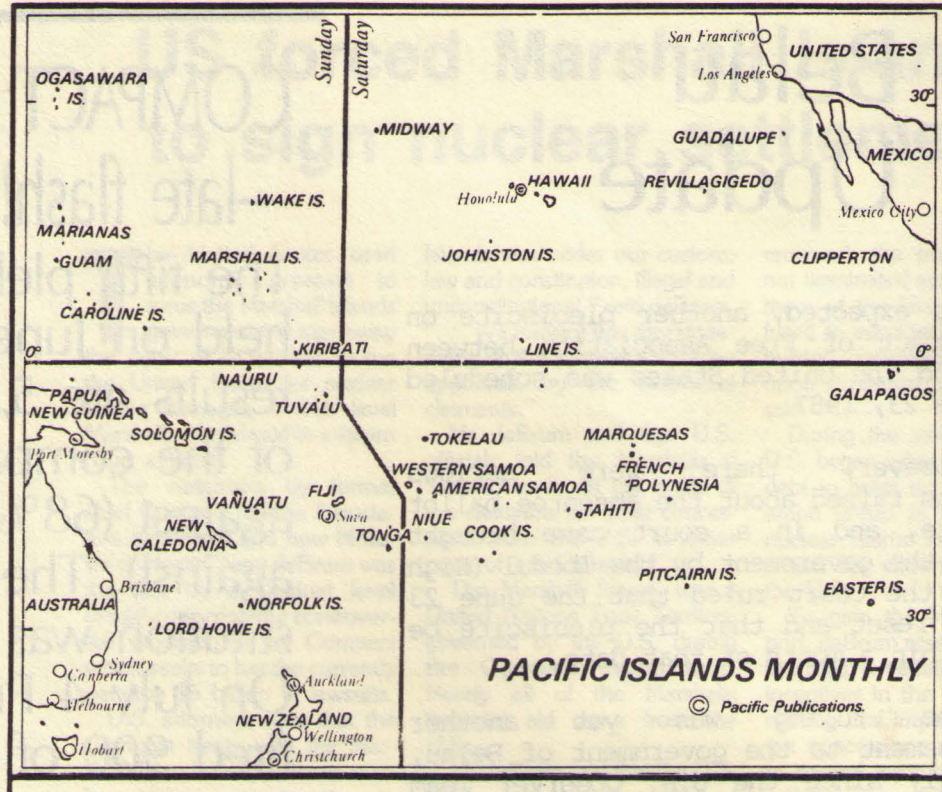 Sunday
Saturday
San Francisco
UNITED STATES
Los Angeles
OGASAWARA
IS.
30°
MIDWAY
GUADALUPE
MEXICO
HAWAII
Honolulu
REVILLAGIGEDO
WAKE IS.
Mexico City
MARIANAS
GUAM
MARSHALL IS.
JOHNSTON IS.
CLIPPERTON
CAROLINE IS.
0°
KIRIBATI
LINE IS.
0°
NAURU
GALAPAGOS
PAPUA
NEW GUINEA
TUVALU
SOLOMON IS.
Port Moresby
TOKELAU
MARQUESAS
WESTERN SAMOA
AMERICAN SAMOA
FRENCH
POLYNESIA
VANUATU
FIJI
Suva
TAHITI
NEW
CALEDONIA
TONGA
NIUE
COOK IS.
PITCAIRN IS.
Brisbane
AUSTRALIA
NORFOLK IS.
EASTER IS.
LORD HOWE IS.
30°
Sydney
Canberra
Melbourne
Hobart
Auckland
NEW ZEALAND
Wellington
Christchurch
PACIFIC ISLANDS MONTHLY
© Pacific Publications.